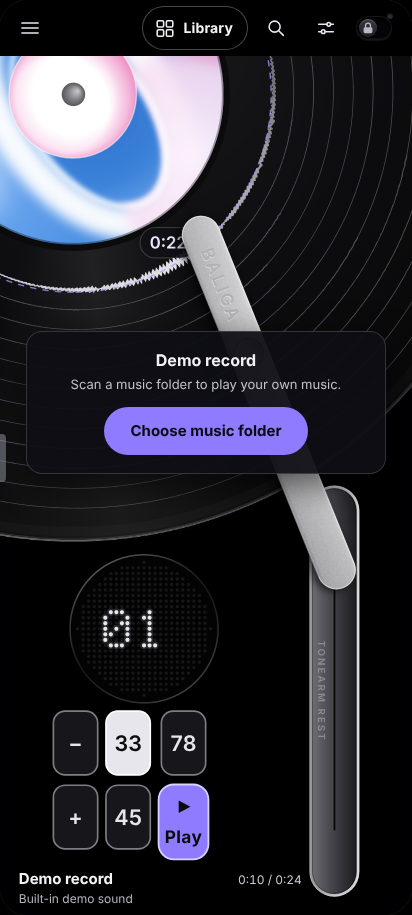 Library
0:22
BALIGA
Demo record
Scan a music folder to play your own music.
Choose music folder
01
TONEARM REST
– 33 78
+ 45 Play
Demo record 0:10 / 0:24
Built-in demo sound